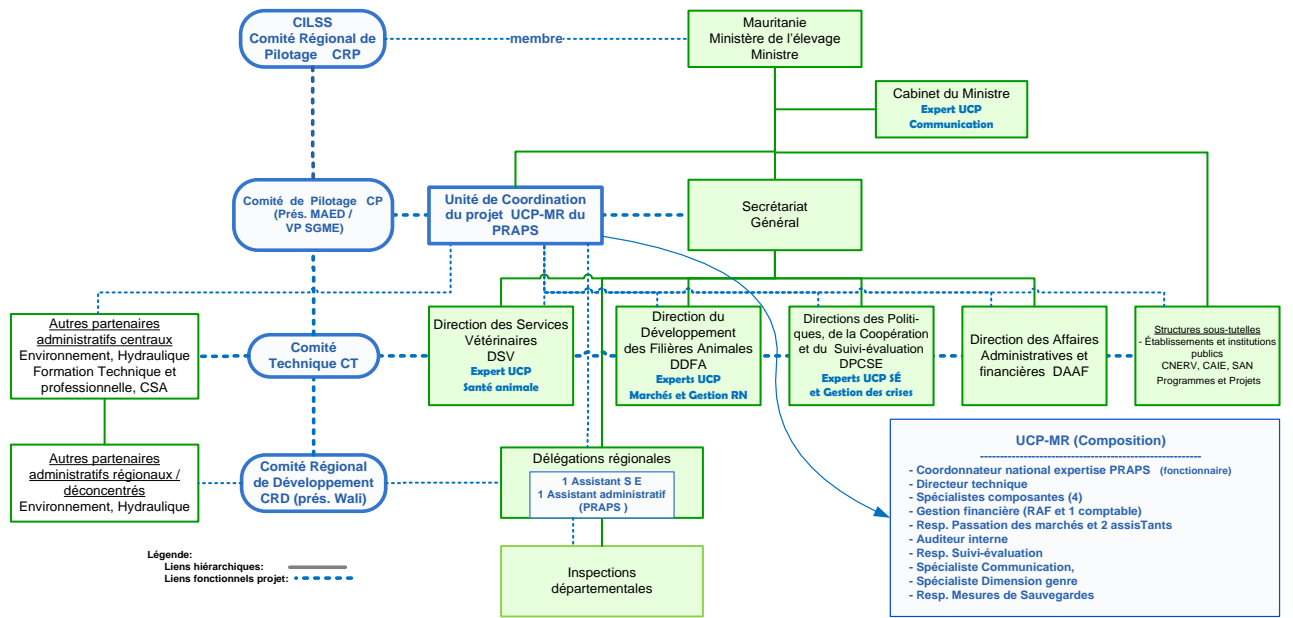 CILSS
Comité Régional de
Pilotage CRP
membre
Mauritanie
Ministère de l'élevage
Ministre
Cabinet du Ministre
Expert UCP
Communication
Comité de Pilotage CP
(Prés. MAED /
VP SGME)
Unité de Coordination
du projet UCP-MR du
PRAPS
Secrétariat
Général
Autres partenaires
administratifs centraux
Environnement, Hydraulique
Formation Technique et
professionnelle, CSA
Comité
Technique CT
Direction des Services
Vétérinaires
DSV
Expert UCP
Santé animale
Direction du
Développement
des Filières Animales
DDFA
Experts UCP
Marchés et Gestion RN
Directions des Politi-
ques, de la Coopération
et du Suivi-évaluation
DPCSE
Experts UCP SÉ
et Gestion des crises
Direction des Affaires
Administratives et
financières DAAF
Structures sous-tutelles
- Établissements et institutions
publics
CNERV, CAIE, SAN
Programmes et Projets
Autres partenaires
administratifs régionaux /
déconcentrés
Environnement, Hydraulique
Comité Régional
de Développement
CRD (prés. Wali)
Délégations régionales
1 Assistant S E
1 Assistant administratif
(PRAPS )
Inspections
départementales
UCP-MR (Composition)
---------------------------------------------------
- Coordonnateur national expertise PRAPS (fonctionnaire)
- Directeur technique
- Spécialistes composantes (4)
- Gestion financière (RAF et 1 comptable)
- Resp. Passation des marchés et 2 assisTants
- Auditeur interne
- Resp. Suivi-évaluation
- Spécialiste Communication,
- Spécialiste Dimension genre
- Resp. Mesures de Sauvegardes
Légende:
Liens hiérarchiques:
Liens fonctionnels projet: